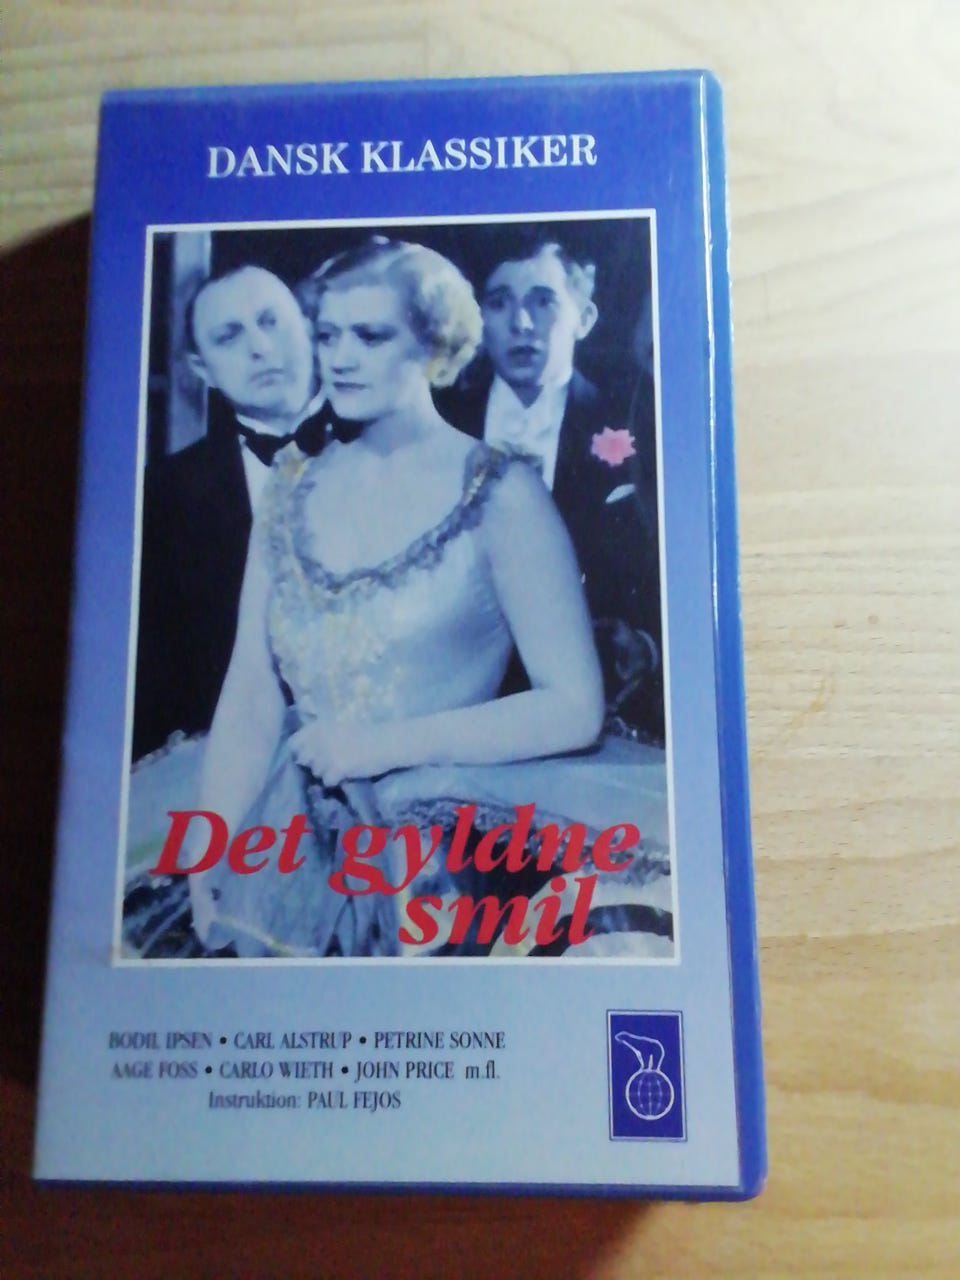 DANSK KLASSIKER
Det gyldne
smil
BODIL IPSEN • CARL ALSTRUP • PETRINE SONNE
AAGE FOSS • CARLO WIETH • JOHN PRICE m.fl.
Instruktion: PAUL FEJOS